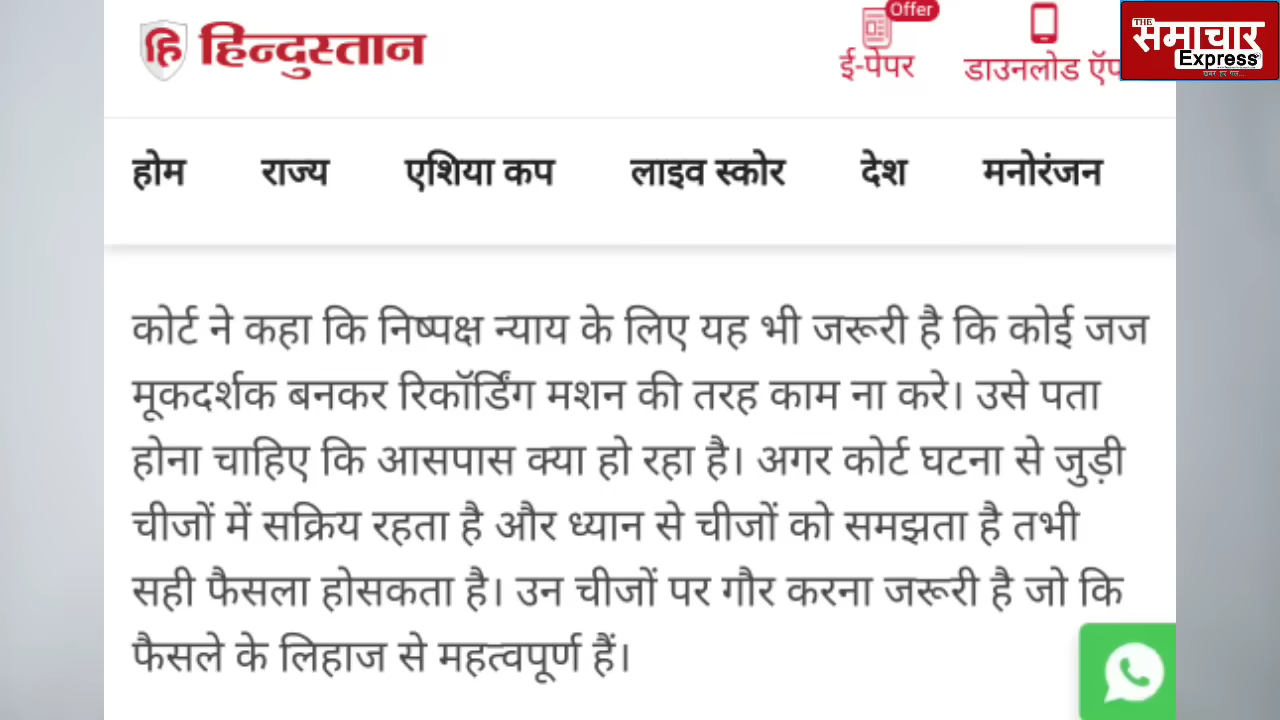 Offer
हि हिन्दुस्तान
ई-पेपर
डाउनलोड ऍप
THE
समाचार
Express
होम राज्य एशिया कप लाइव स्कोर देश मनोरंजन
कोर्ट ने कहा कि निष्पक्ष न्याय के लिए यह भी जरूरी है कि कोई जज
मूकदर्शक बनकर रिकॉर्डिंग मशन की तरह काम ना करे। उसे पता
होना चाहिए कि आसपास क्या हो रहा है। अगर कोर्ट घटना से जुड़ी
चीजों में सक्रिय रहता है और ध्यान से चीजों को समझता है तभी
सही फैसला होसकता है। उन चीजों पर गौर करना जरूरी है जो कि
फैसले के लिहाज से महत्वपूर्ण हैं।